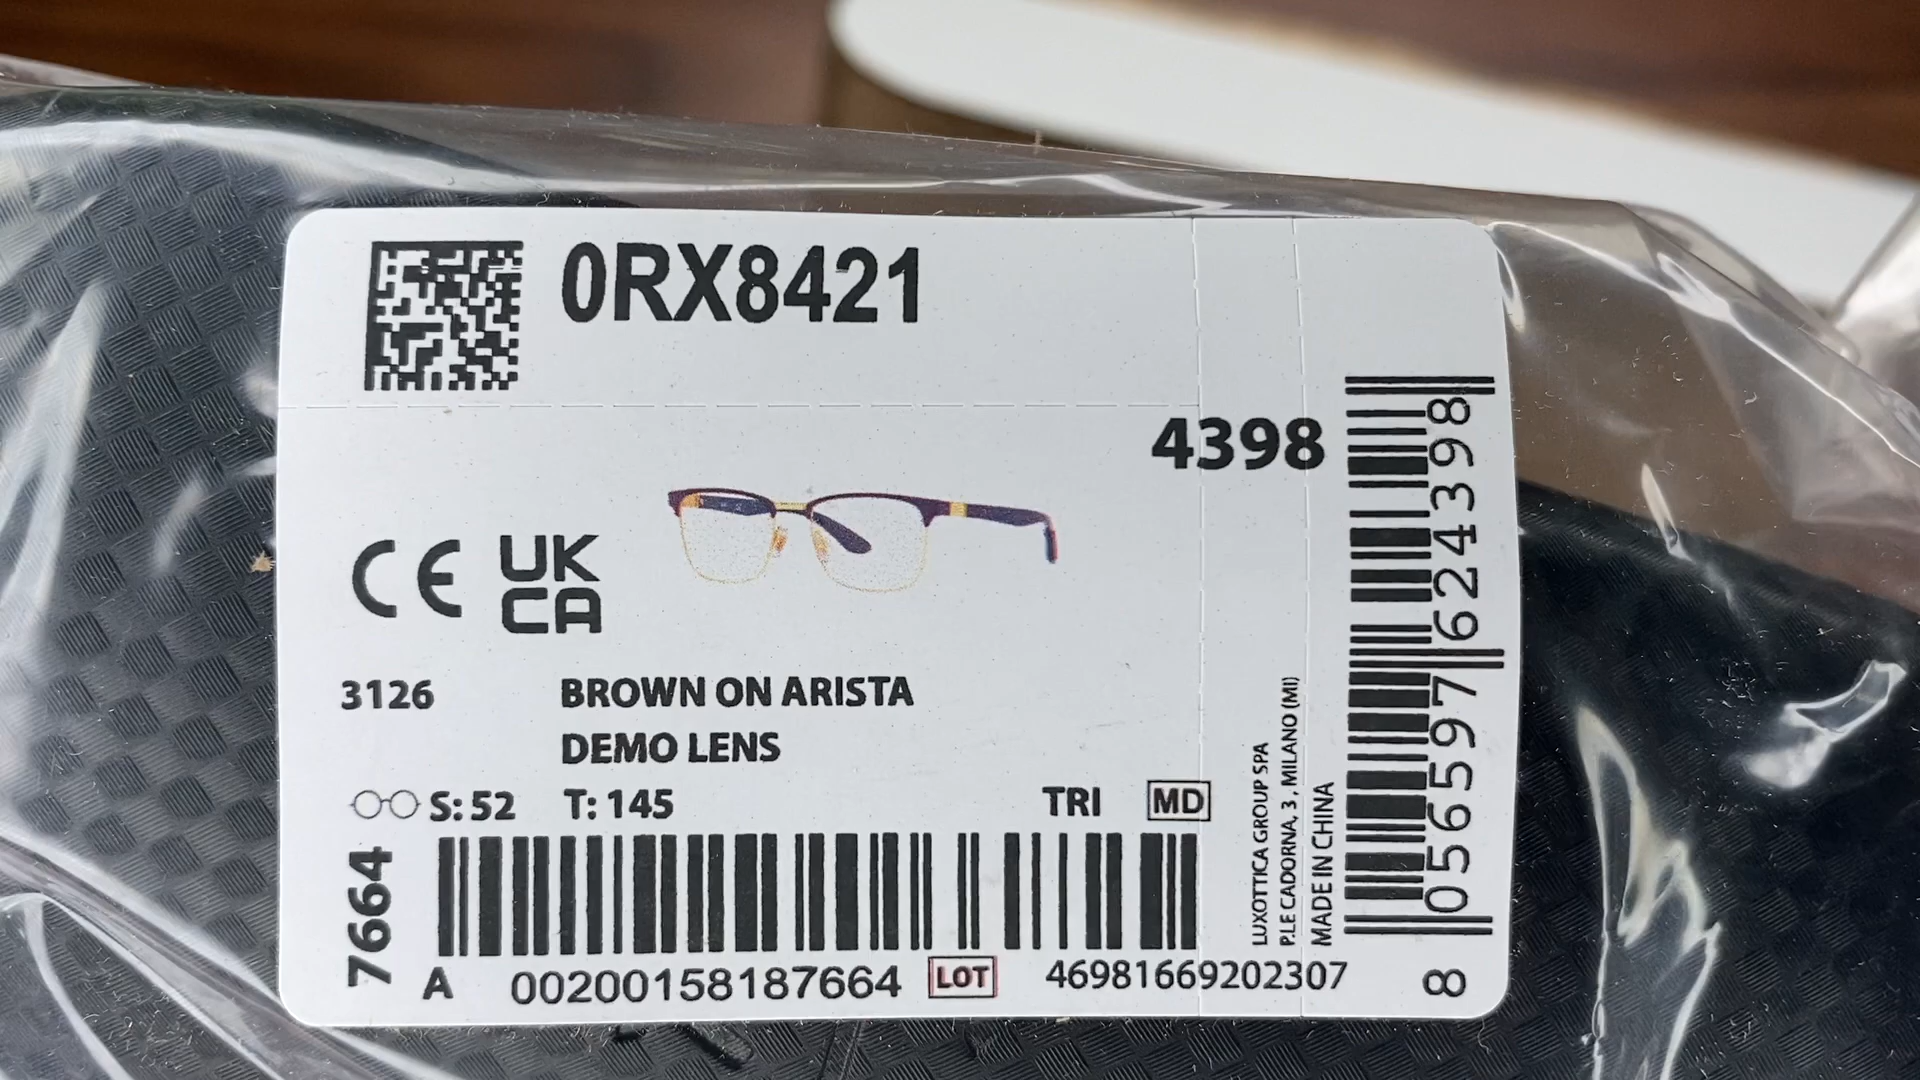 0RX8421
4398
CE
UK
CA
3126 BROWN ON ARISTA
DEMO LENS
S: 52 T: 145 TRI MD
7664
A 00200158187664 LOT 46981669202307
LUXOTTICA GROUP SPA
P.LE CADORNA, 3, MILANO (MI)
MADE IN CHINA
8 056597 624398